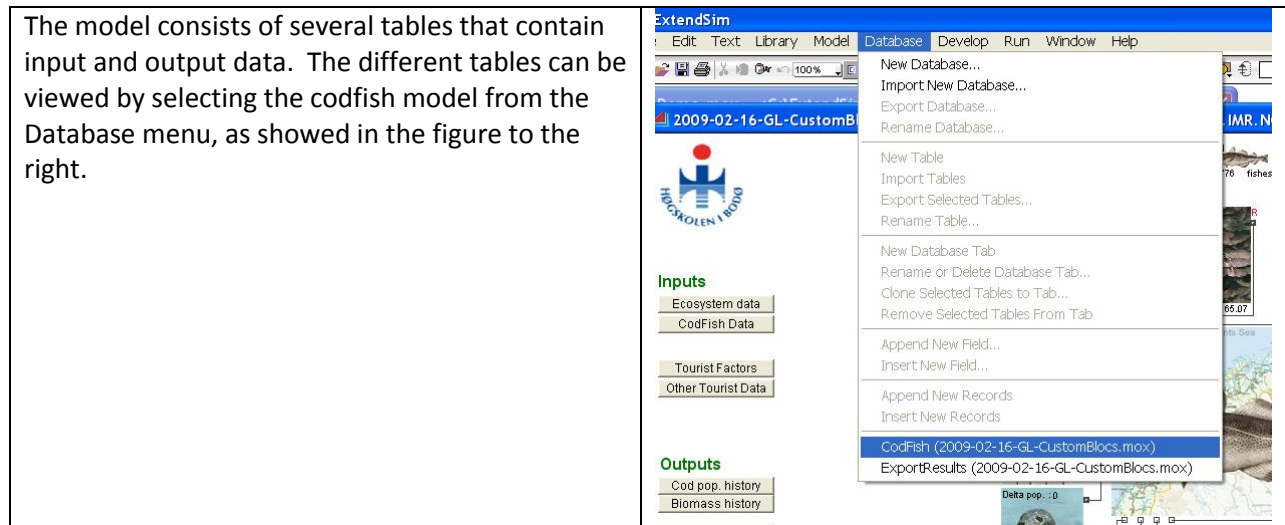 The model consists of several tables that contain
input and output data. The different tables can be
viewed by selecting the codfish model from the
Database menu, as showed in the figure to the
right.
ExtendSim
Edit Text Library Model Database Develop Run Window Help
100%
New Database...
Import New Database...
Export Database...
Rename Database...
2009-02-16-GL-CustomBl
IMR. N
HØGSKOLEN I BODØ
New Table
Import Tables
Export Selected Tables...
Rename Table...
76 fishes
R
New Database Tab
Rename or Delete Database Tab...
Clone Selected Tables to Tab...
Remove Selected Tables From Tab
65.07
Inputs
Ecosystem data
CodFish Data
Tourist Factors
Other Tourist Data
nts Sea
Append New Field...
Insert New Field...
Append New Records
Insert New Records
CodFish (2009-02-16-GL-CustomBlocs.mox)
ExportResults (2009-02-16-GL-CustomBlocs.mox)
Outputs
Cod pop. history
Biomass history
Delta pop. : 0